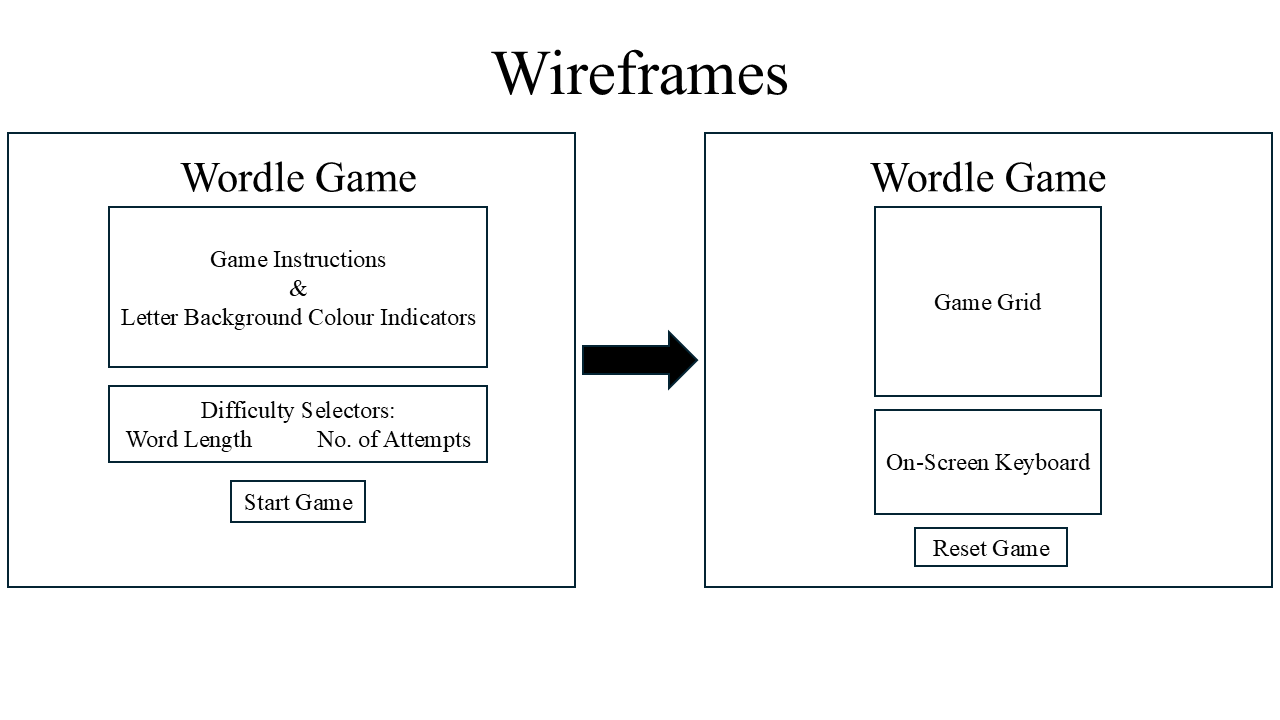 Wireframes
Wordle Game
Game Instructions
&
Letter Background Colour Indicators
Difficulty Selectors:
Word Length No. of Attempts
Start Game
Wordle Game
Game Grid
On-Screen Keyboard
Reset Game